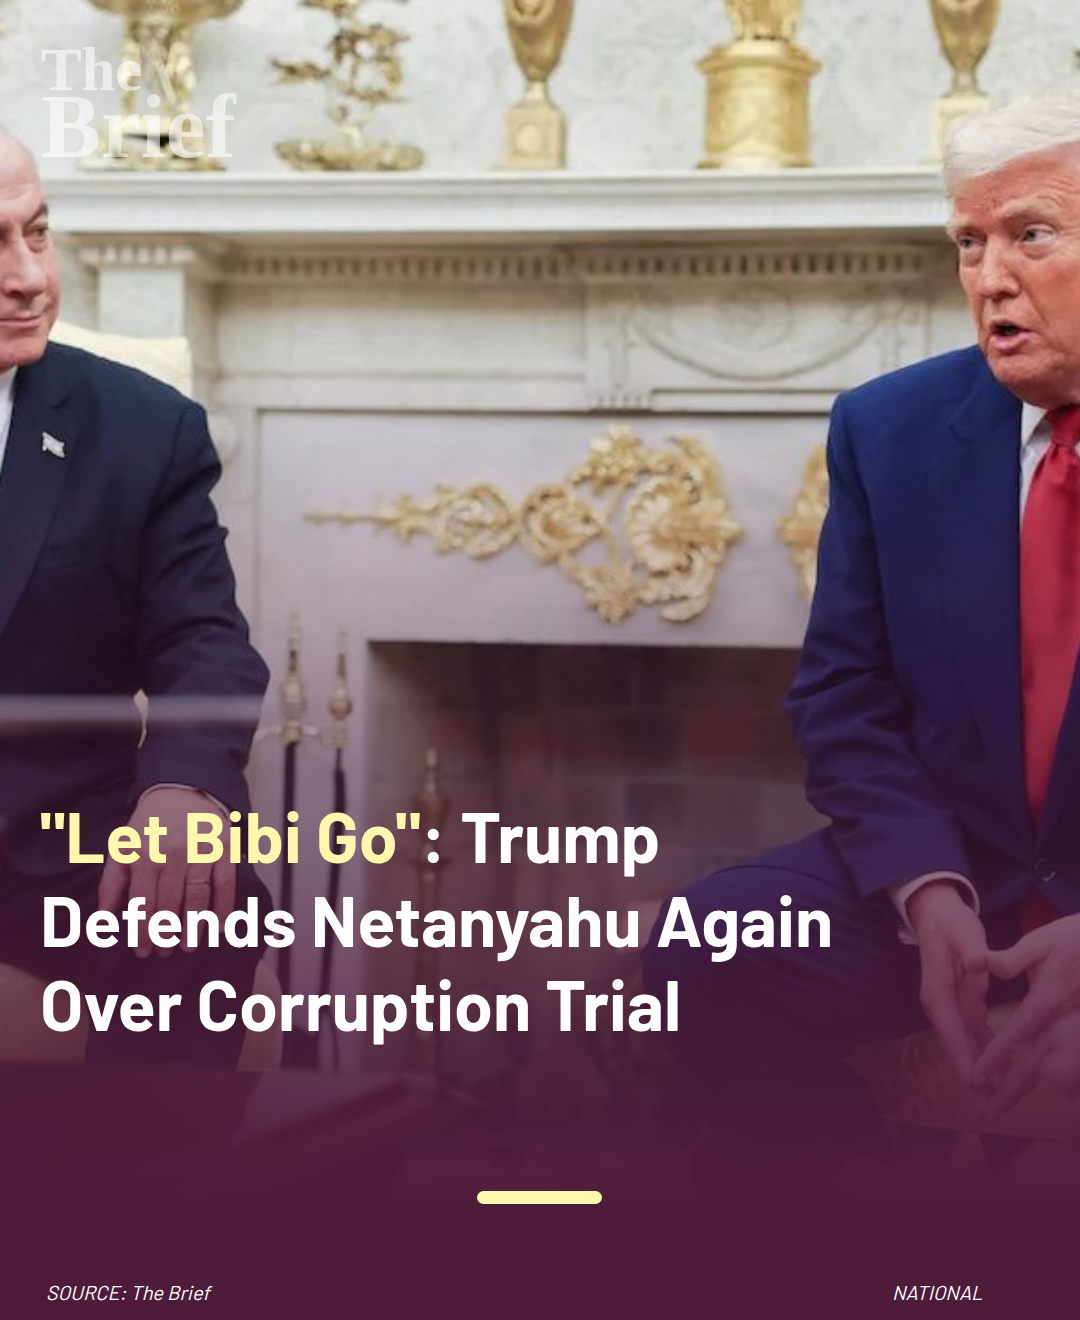 The
Brief
"Let Bibi Go": Trump
Defends Netanyahu Again
Over Corruption Trial
SOURCE: The Brief
NATIONAL